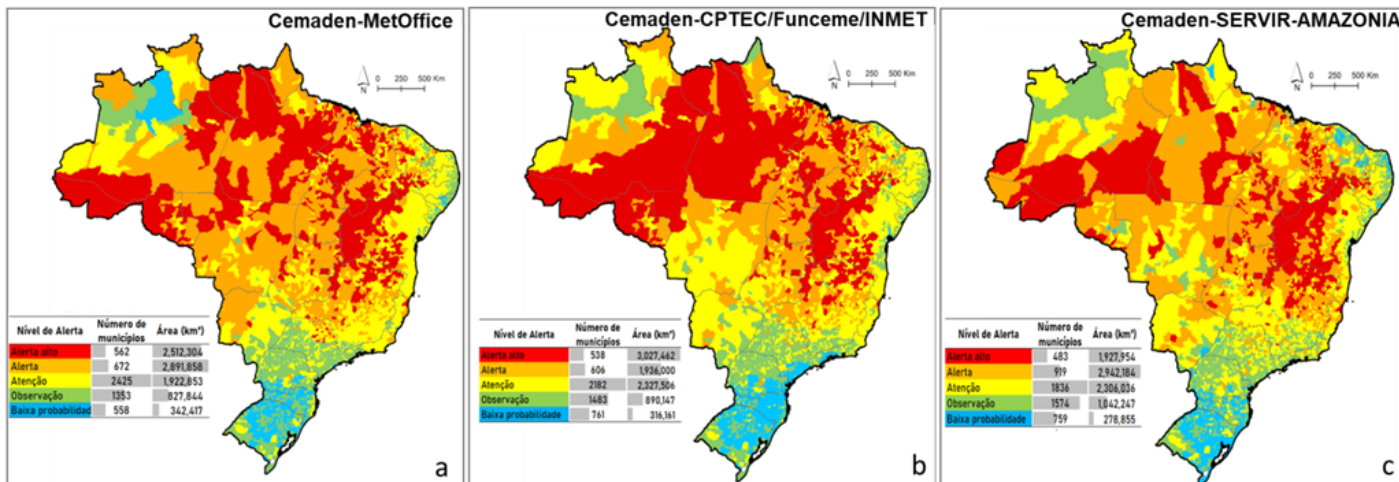 Cemaden-MetOffice
N
0 250 500 Km
Nível de Alerta Número de municípios Área (km²)
Alerta alto 562 2,512,304
Alerta 672 2,891,858
Atenção 2425 1,922,853
Observação 1353 827,844
Baixa probabilidad 558 342,417
a
Cemaden-CPTEC/Funceme/INMET
N
0 250 500 Km
Nível de Alerta Número de municípios Área (km²)
Alerta alto 538 3,027,462
Alerta 606 1,936,000
Atenção 2182 2,327,506
Observação 1483 890,147
Baixa probabilidade 761 316,161
b
Cemaden-SERVIR-AMAZONIA
N
0 250 500 Km
Nível de Alerta Número de municípios Área (km²)
Alerta alto 483 1,927,954
Alerta 919 2,942,184
Atenção 1836 2,306,036
Observação 1574 1,042,247
Baixa probabilidade 759 278,855
c